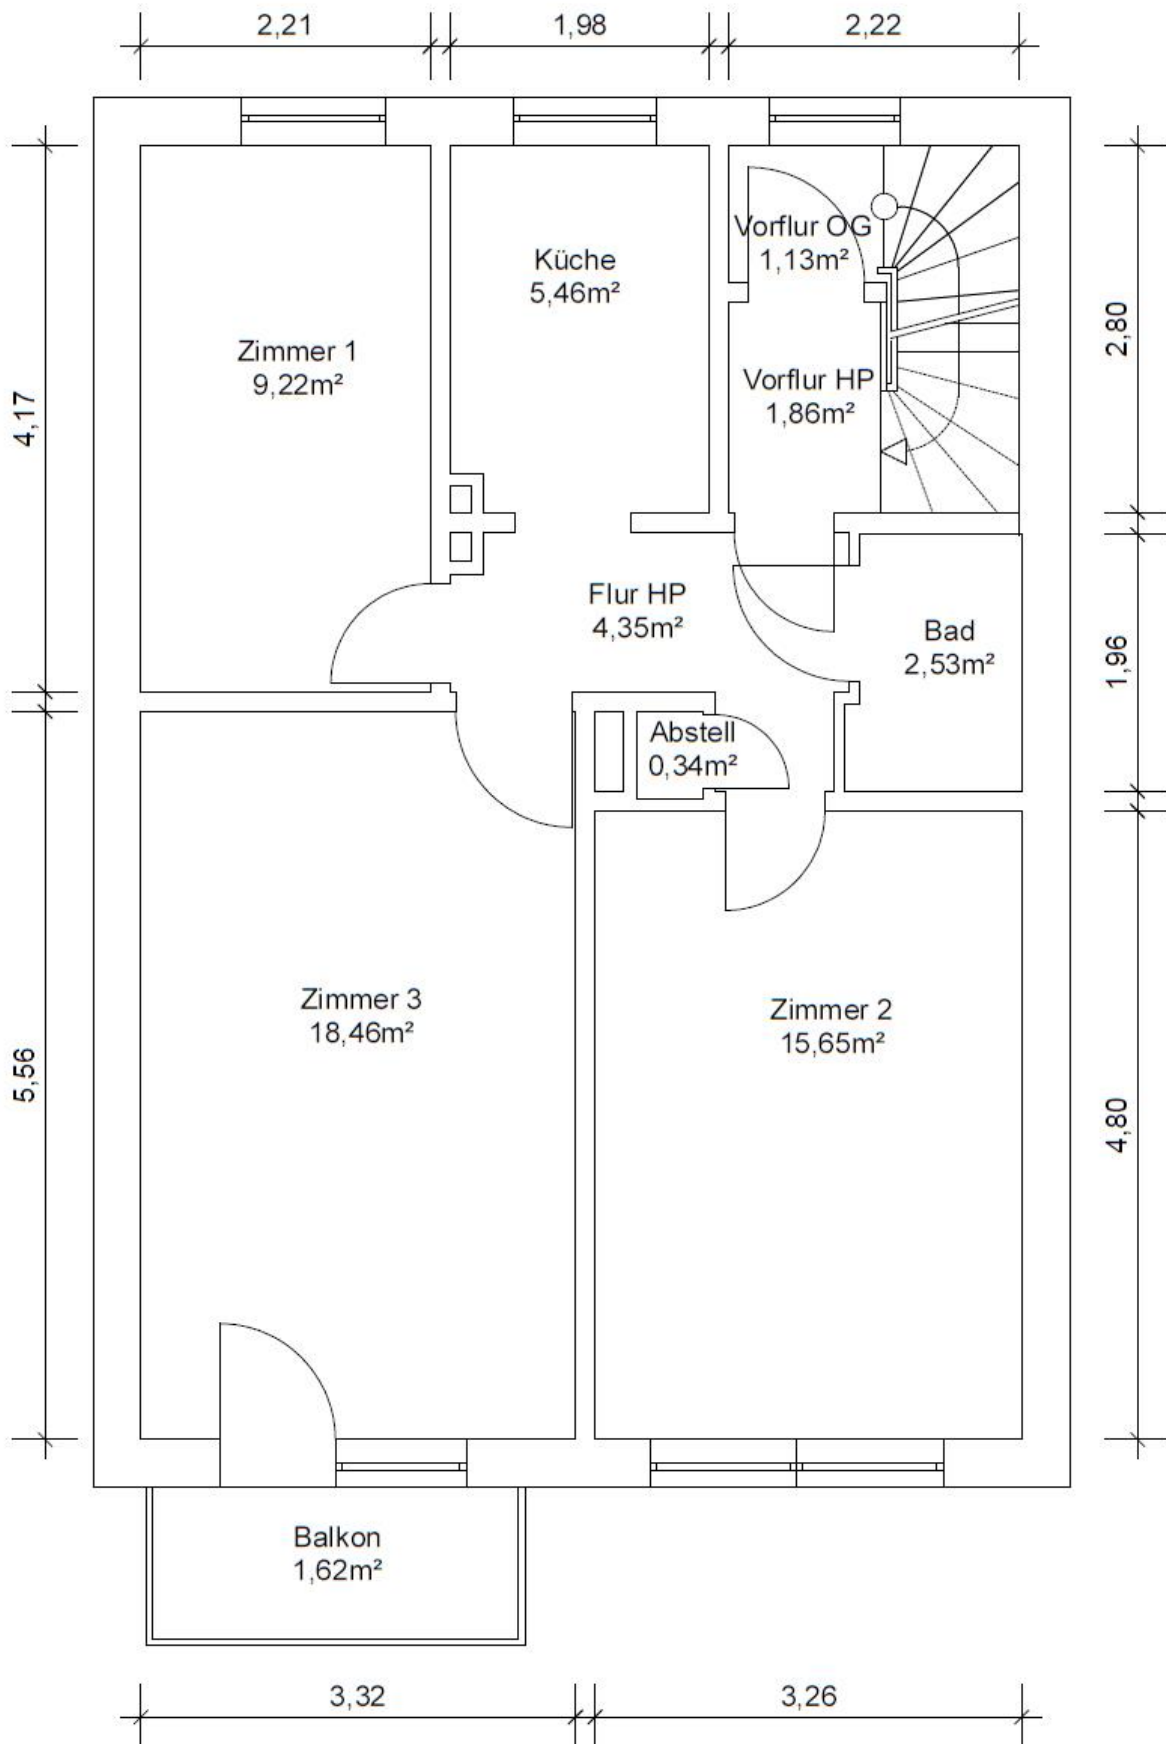 2,21
1,98
2,22
Vorflur OG
1,13m²
Küche
5,46m²
2,80
Zimmer 1
9,22m²
Vorflur HP
1,86m²
4,17
Flur HP
4,35m²
Bad
2,53m²
1,96
Abstell
0,34m²
Zimmer 3
18,46m²
Zimmer 2
15,65m²
5,56
4,80
Balkon
1,62m²
3,32
3,26